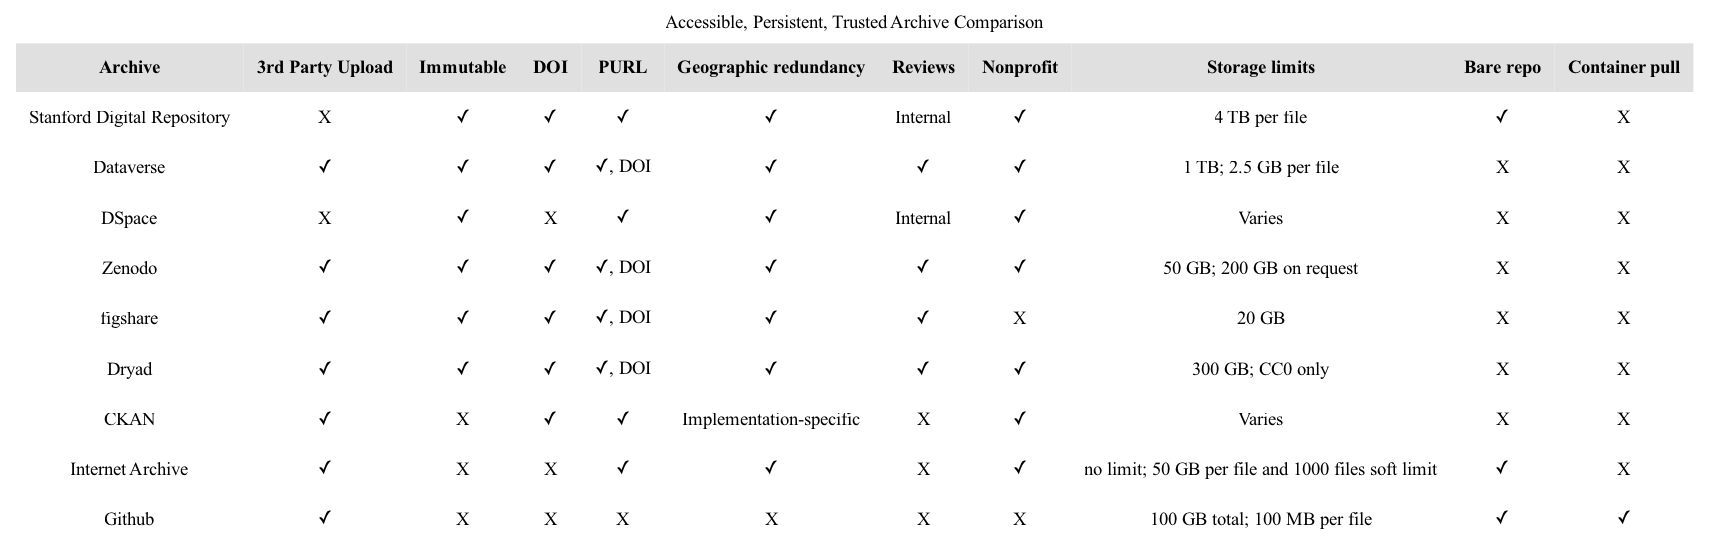 Accessible, Persistent, Trusted Archive Comparison
Archive 3rd Party Upload Immutable DOI PURL Geographic redundancy Reviews Nonprofit Storage limits Bare repo Container pull
Stanford Digital Repository X ✓ ✓ ✓ ✓ Internal ✓ 4 TB per file ✓ X
Dataverse ✓ ✓ ✓ ✓, DOI ✓ ✓ ✓ 1 TB; 2.5 GB per file X X
DSpace X ✓ X ✓ ✓ Internal ✓ Varies X X
Zenodo ✓ ✓ ✓ ✓, DOI ✓ ✓ ✓ 50 GB; 200 GB on request X X
figshare ✓ ✓ ✓ ✓, DOI ✓ ✓ X 20 GB X X
Dryad ✓ ✓ ✓ ✓, DOI ✓ ✓ ✓ 300 GB; CC0 only X X
CKAN ✓ X ✓ ✓ Implementation-specific X ✓ Varies X X
Internet Archive ✓ X X ✓ ✓ X ✓ no limit; 50 GB per file and 1000 files soft limit ✓ X
Github ✓ X X X X X X 100 GB total; 100 MB per file ✓ ✓